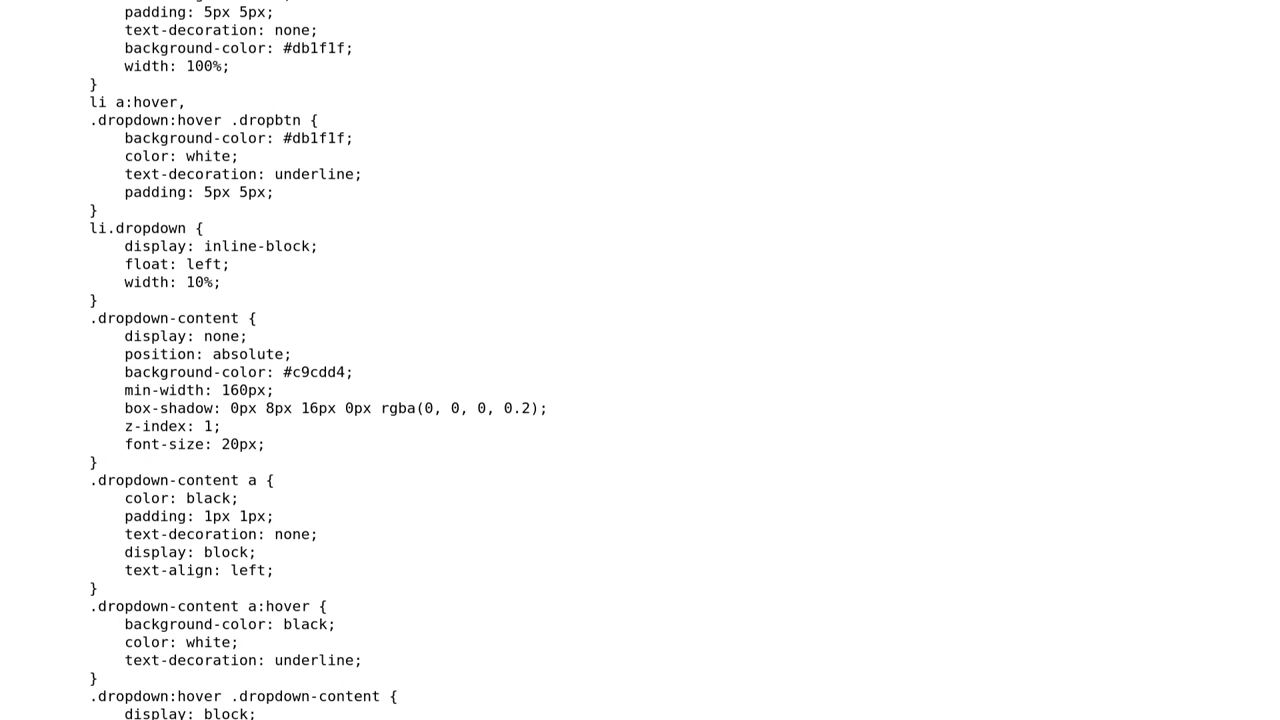 padding: 5px 5px;
text-decoration: none;
background-color: #db1f1f;
width: 100%;
}
li a:hover,
.dropdown:hover .dropbtn {
background-color: #db1f1f;
color: white;
text-decoration: underline;
padding: 5px 5px;
}
li.dropdown {
display: inline-block;
float: left;
width: 10%;
}
.dropdown-content {
display: none;
position: absolute;
background-color: #c9cdd4;
min-width: 160px;
box-shadow: 0px 8px 16px 0px rgba(0, 0, 0, 0.2);
z-index: 1;
font-size: 20px;
}
.dropdown-content a {
color: black;
padding: 1px 1px;
text-decoration: none;
display: block;
text-align: left;
}
.dropdown-content a:hover {
background-color: black;
color: white;
text-decoration: underline;
}
.dropdown:hover .dropdown-content {
display: block;